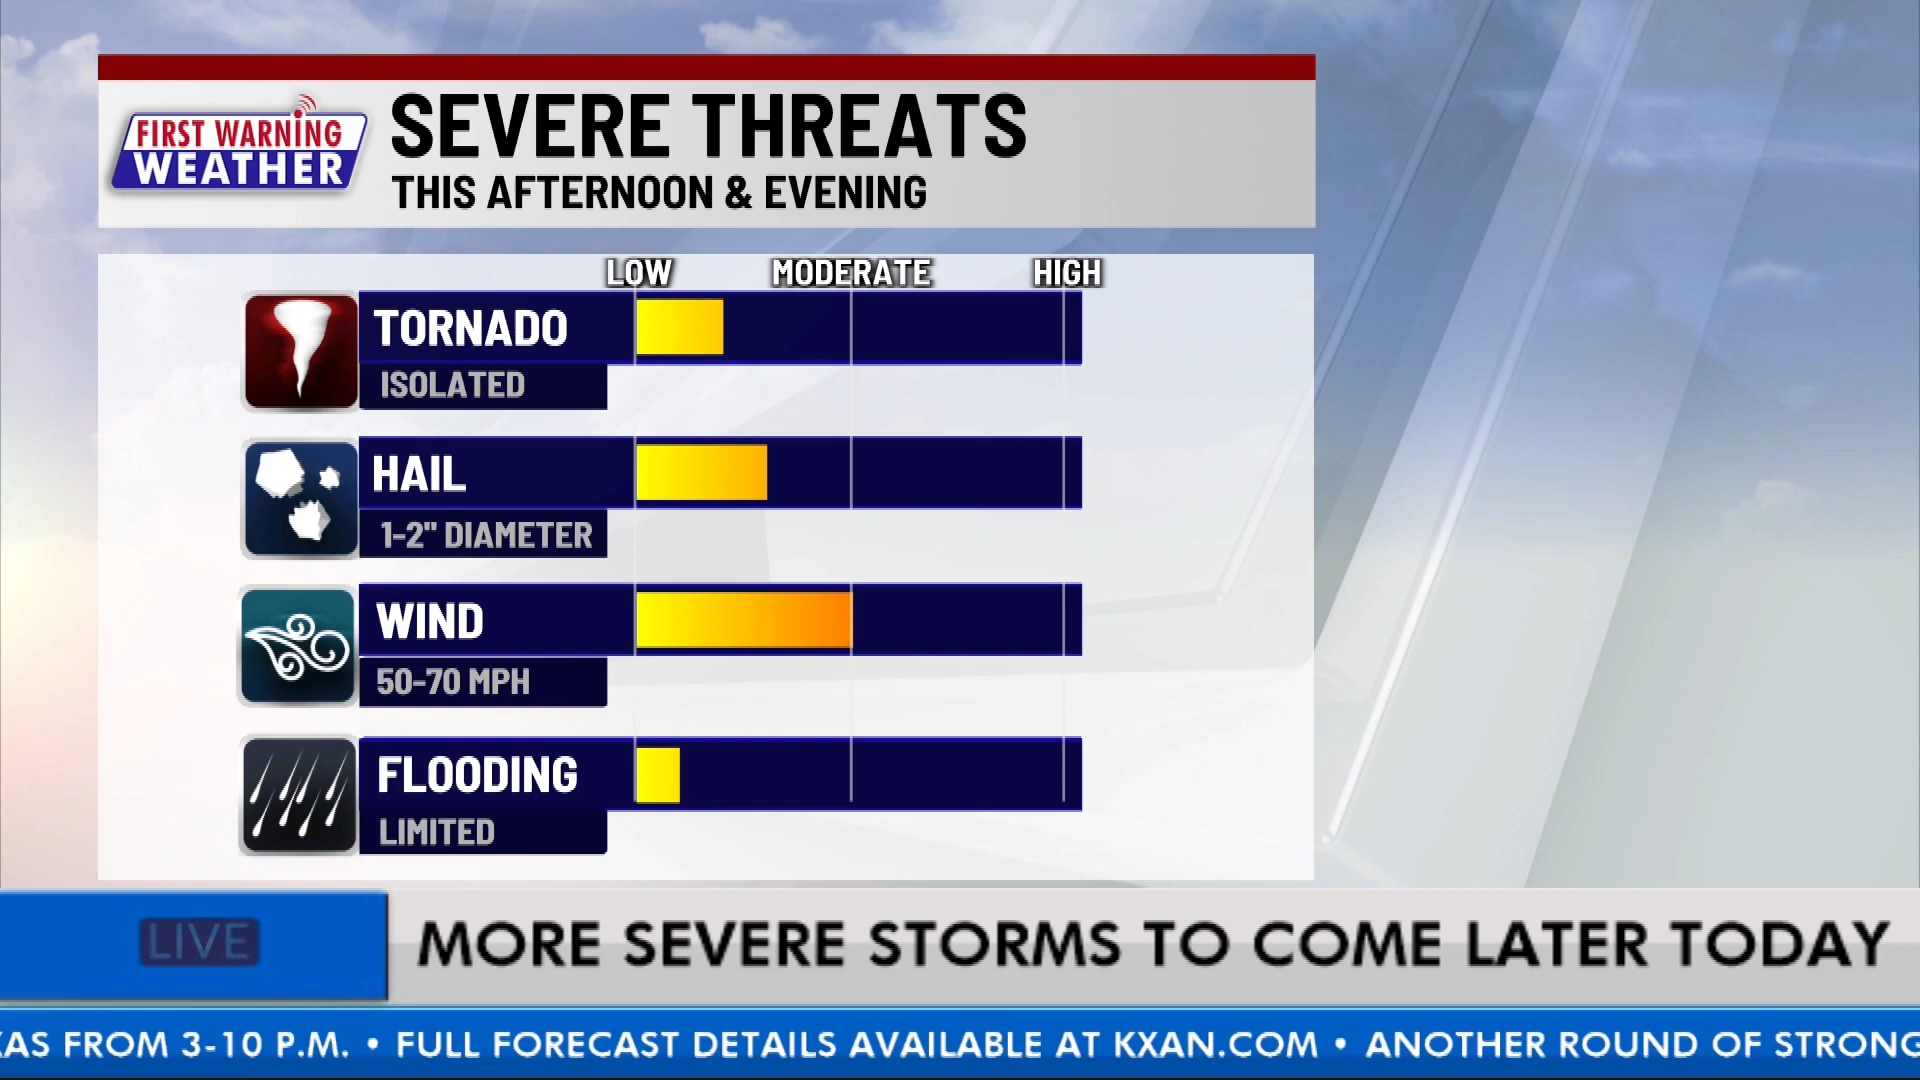 FIRST WARNING
WEATHER
SEVERE THREATS
THIS AFTERNOON & EVENING
LOW MODERATE HIGH
TORNADO
ISOLATED
HAIL
1-2" DIAMETER
WIND
50-70 MPH
FLOODING
LIMITED
LIVE
MORE SEVERE STORMS TO COME LATER TODAY
AS FROM 3-10 P.M. • FULL FORECAST DETAILS AVAILABLE AT KXAN.COM • ANOTHER ROUND OF STRONG